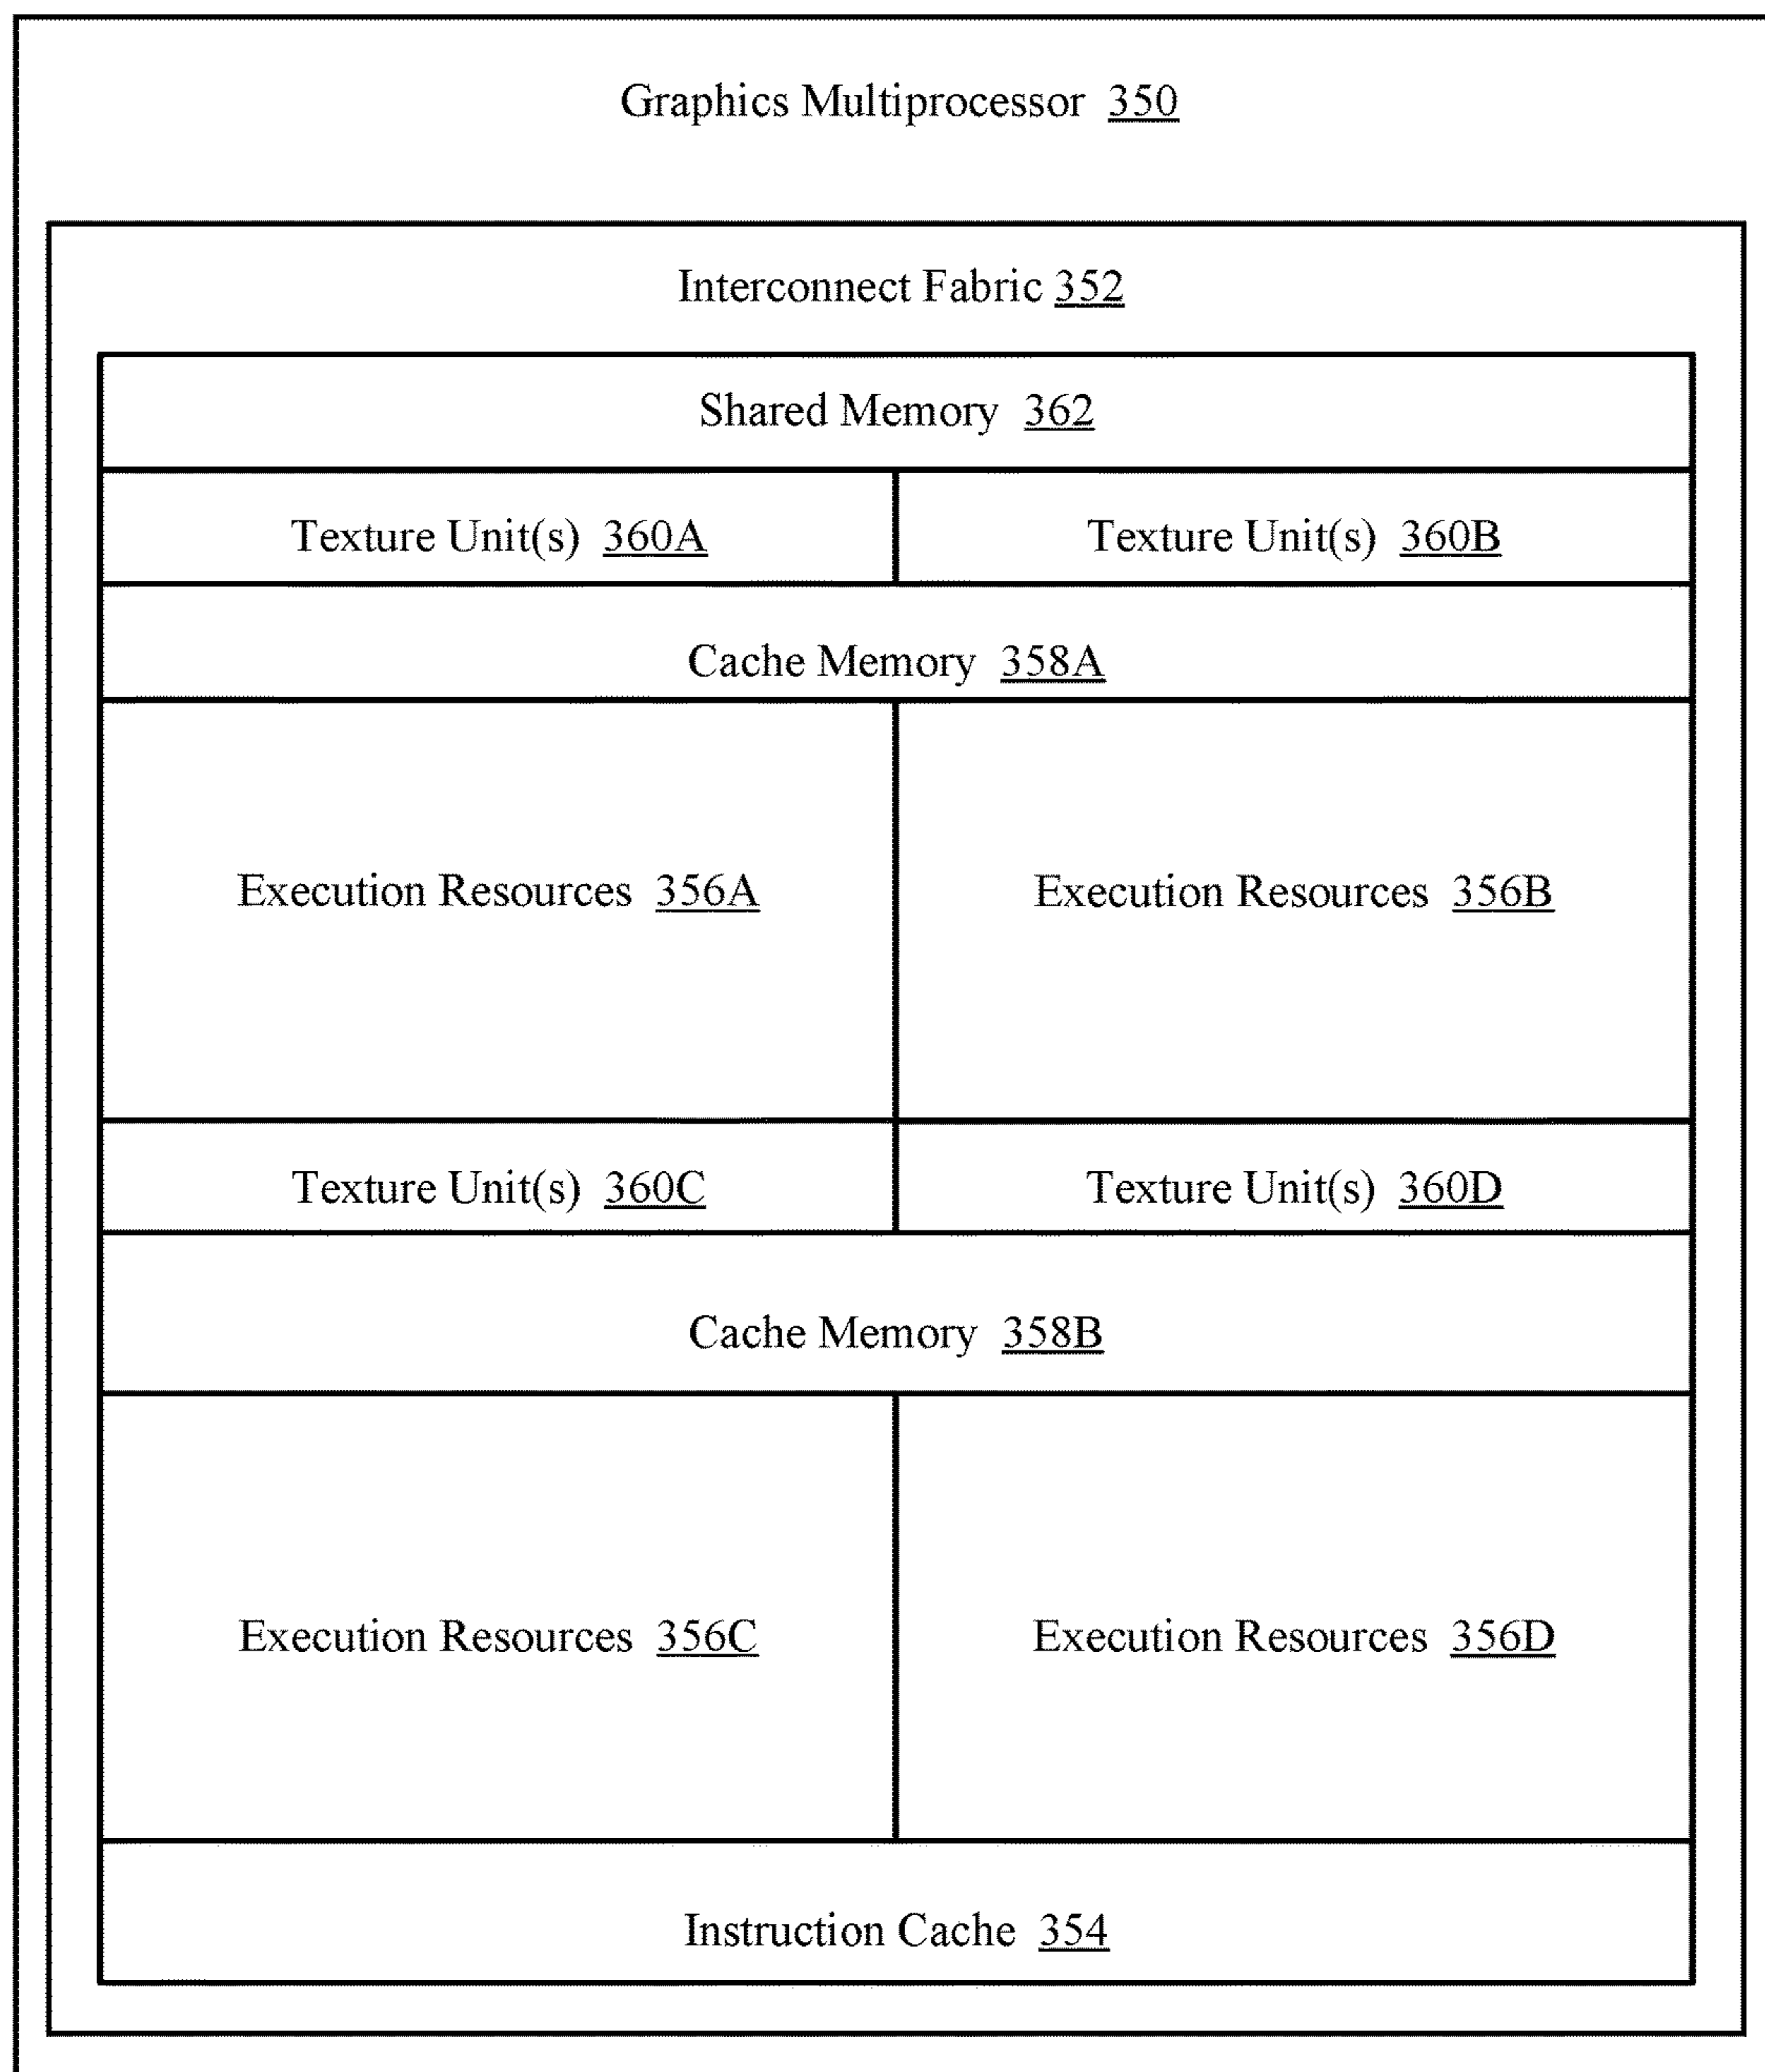 Graphics Multiprocessor 350
Interconnect Fabric 352
Shared Memory 362
Texture Unit(s) 360A
Texture Unit(s) 360B
Cache Memory 358A
Execution Resources 356A
Execution Resources 356B
Texture Unit(s) 360C
Texture Unit(s) 360D
Cache Memory 358B
Execution Resources 356C
Execution Resources 356D
Instruction Cache 354